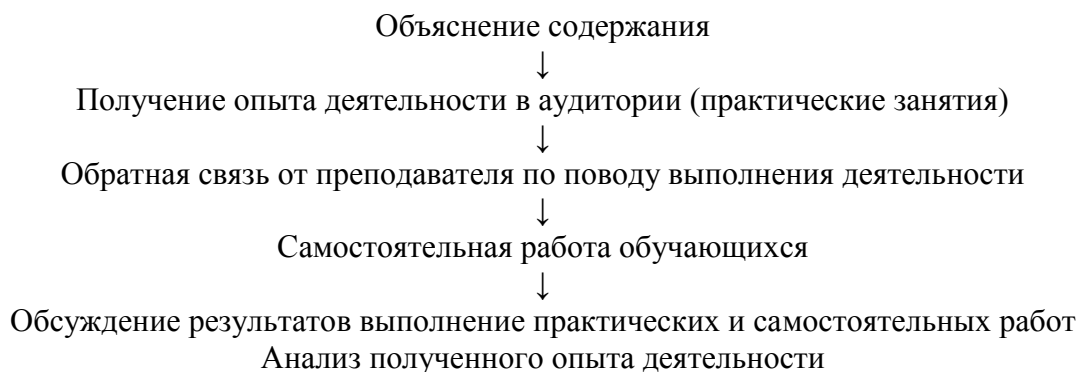 Объяснение содержания
↓
Получение опыта деятельности в аудитории (практические занятия)
↓
Обратная связь от преподавателя по поводу выполнения деятельности
↓
Самостоятельная работа обучающихся
↓
Обсуждение результатов выполнение практических и самостоятельных работ
Анализ полученного опыта деятельности